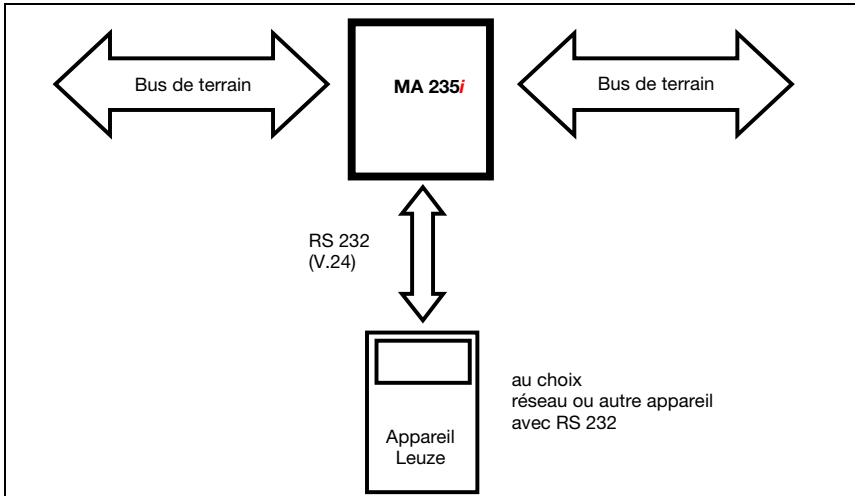 Bus de terrain
MA 235i
Bus de terrain
RS 232
(V.24)
au choix
réseau ou autre appareil
avec RS 232
Appareil
Leuze